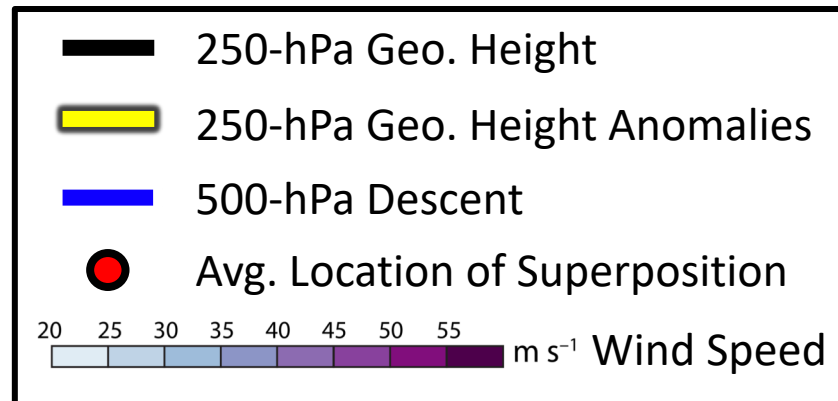 250-hPa Geo. Height
250-hPa Geo. Height Anomalies
500-hPa Descent
Avg. Location of Superposition
20 25 30 35 40 45 50 55
m s⁻¹ Wind Speed